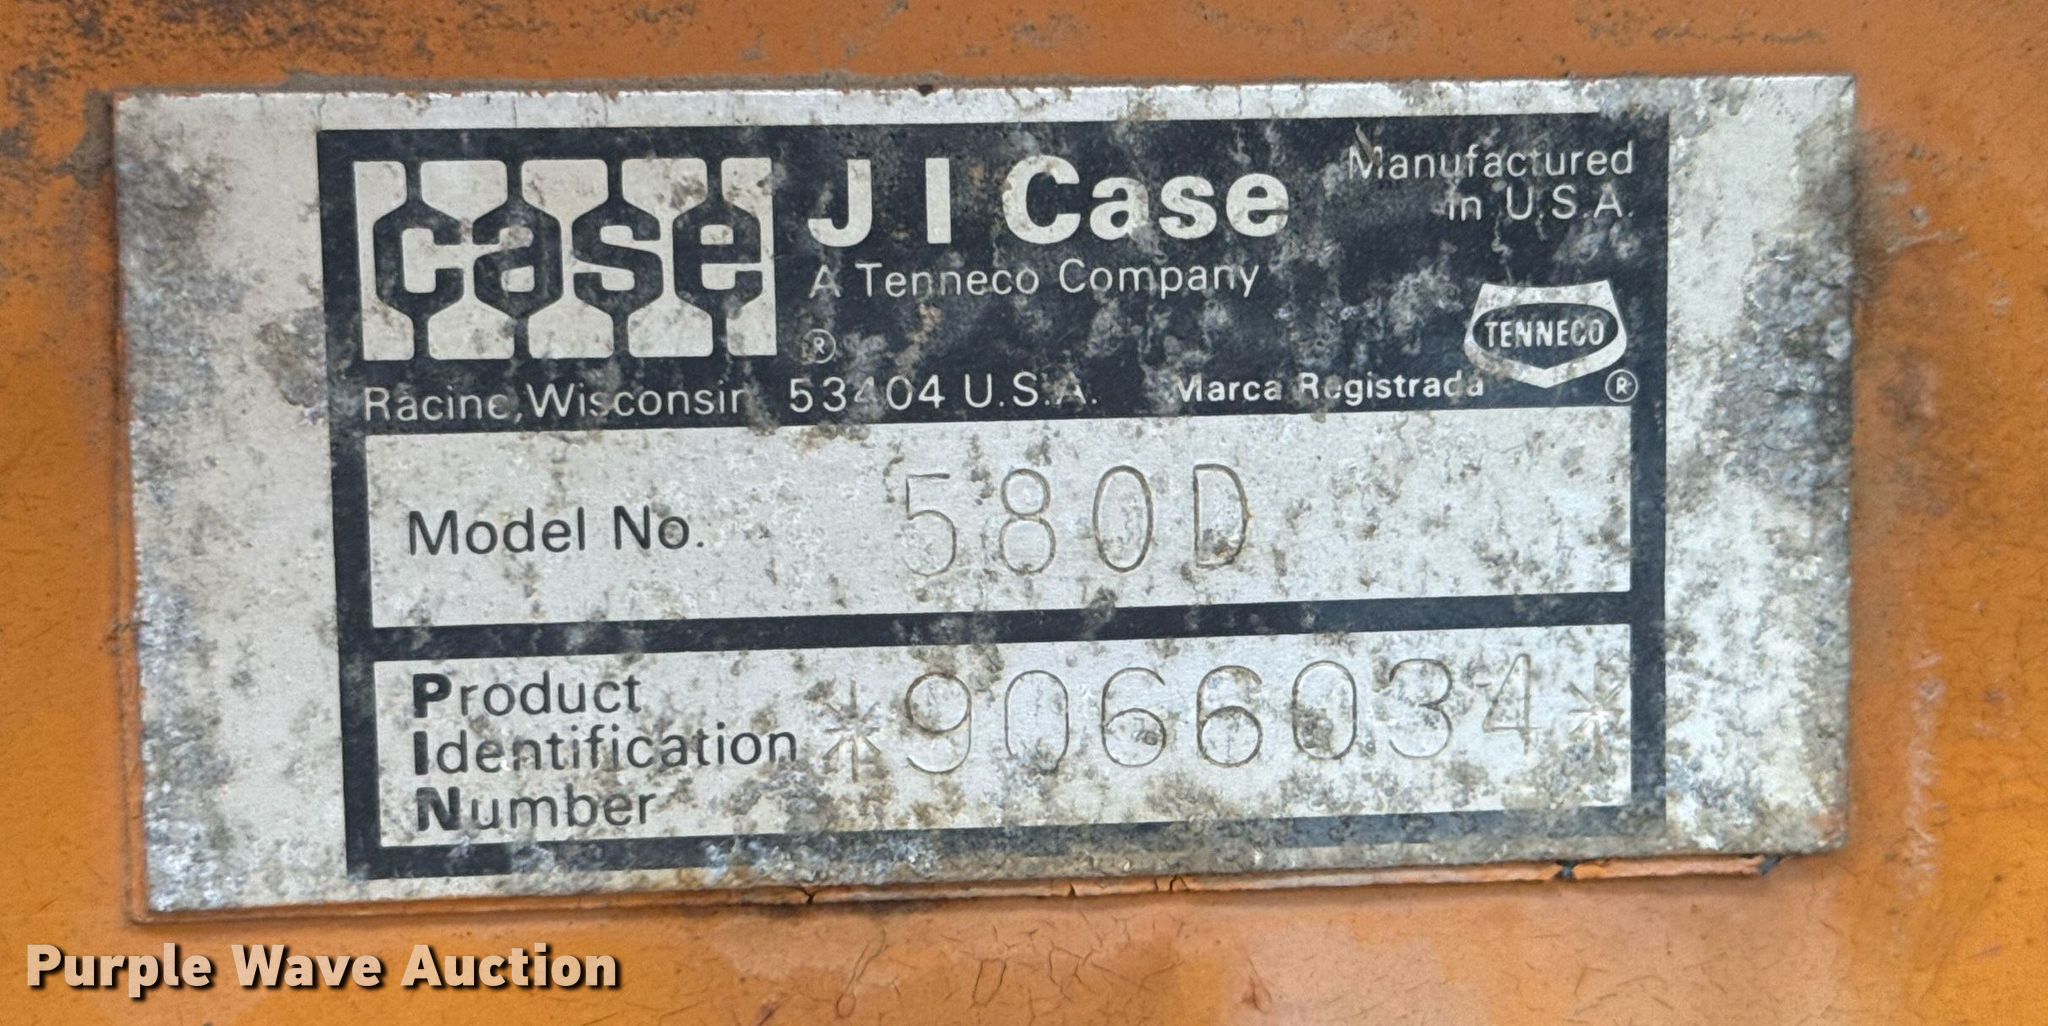 case
J I Case
Manufactured
in U.S.A.
A Tenneco Company
TENNECO
®
Racine, Wisconsin 53404 U.S.A.
Marca Registrada
®
Model No. 580D
Product
Identification
Number
*9066034*
Purple Wave Auction